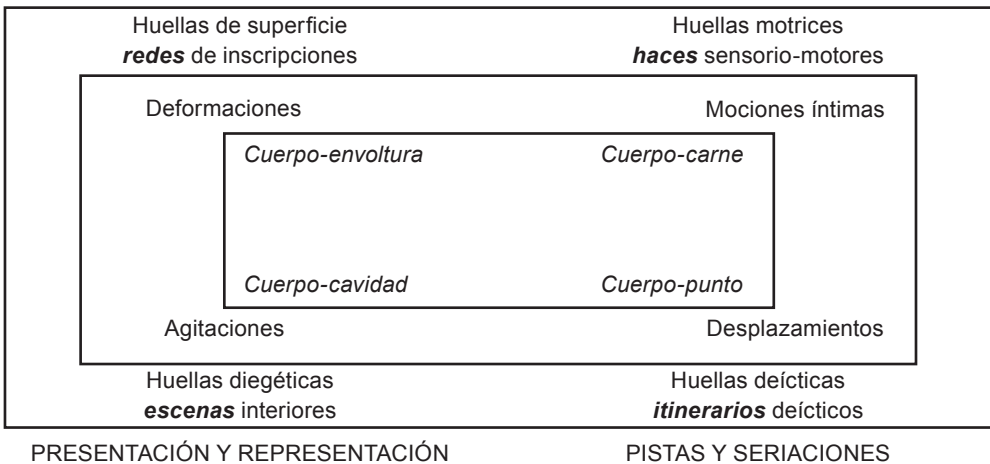 Huellas de superficie
redes de inscripciones
Huellas motrices
haces sensorio-motores
Deformaciones
Mociones íntimas
Cuerpo-envoltura
Cuerpo-carne
Cuerpo-cavidad
Cuerpo-punto
Agitaciones
Desplazamientos
Huellas diegéticas
escenas interiores
Huellas deícticas
itinerarios deícticos
PRESENTACIÓN Y REPRESENTACIÓN
PISTAS Y SERIACIONES